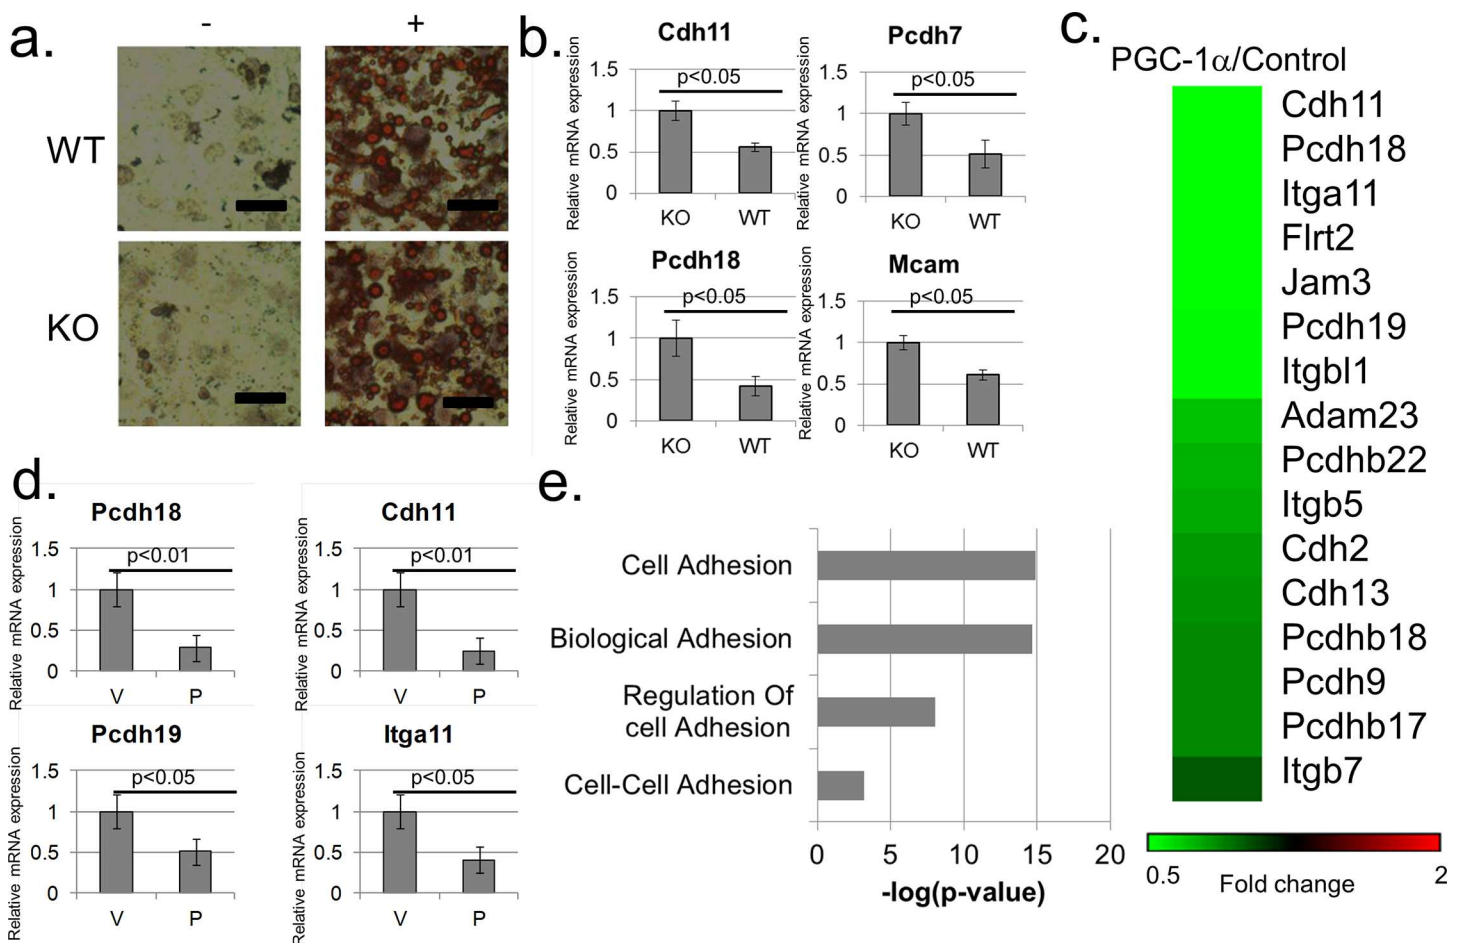 a.
-
+
WT
KO
b.
Cdh11
Relative mRNA expression
1.5
1
0.5
0
p<0.05
KO WT
Pcdh7
Relative mRNA expression
1.5
1
0.5
0
p<0.05
KO WT
Pcdh18
Relative mRNA expression
1.5
1
0.5
0
p<0.05
KO WT
Mcam
Relative mRNA expression
1.5
1
0.5
0
p<0.05
KO WT
c.
PGC-1α/Control
Cdh11
Pcdh18
Itga11
Flrt2
Jam3
Pcdh19
Itgbl1
Adam23
Pcdhb22
Itgb5
Cdh2
Cdh13
Pcdhb18
Pcdh9
Pcdhb17
Itgb7
0.5 Fold change 2
d.
Pcdh18
Relative mRNA expression
1.5
1
0.5
0
p<0.01
V P
Cdh11
Relative mRNA expression
1.5
1
0.5
0
p<0.01
V P
Pcdh19
Relative mRNA expression
1.5
1
0.5
0
p<0.05
V P
Itga11
Relative mRNA expression
1.5
1
0.5
0
p<0.05
V P
e.
Cell Adhesion
Biological Adhesion
Regulation Of
cell Adhesion
Cell-Cell Adhesion
0 5 10 15 20
-log(p-value)